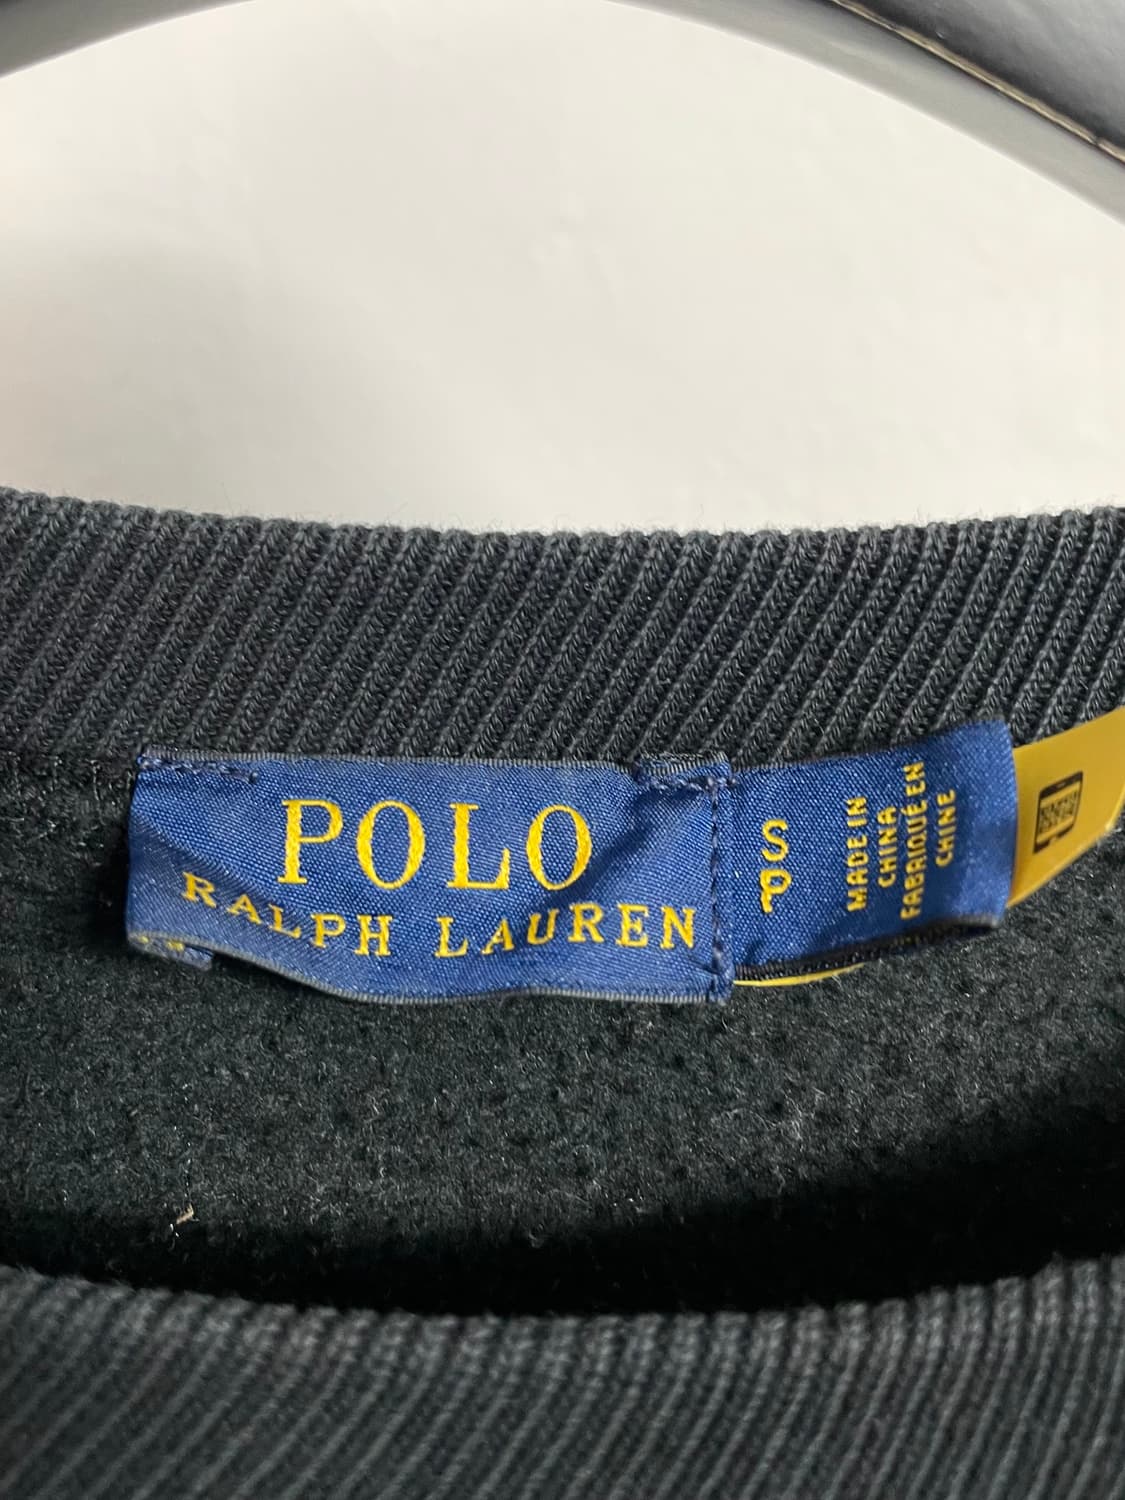 POLO
RALPH LAUREN
S
P
MADE IN
CHINA
FABRIQUÉ EN
CHINE